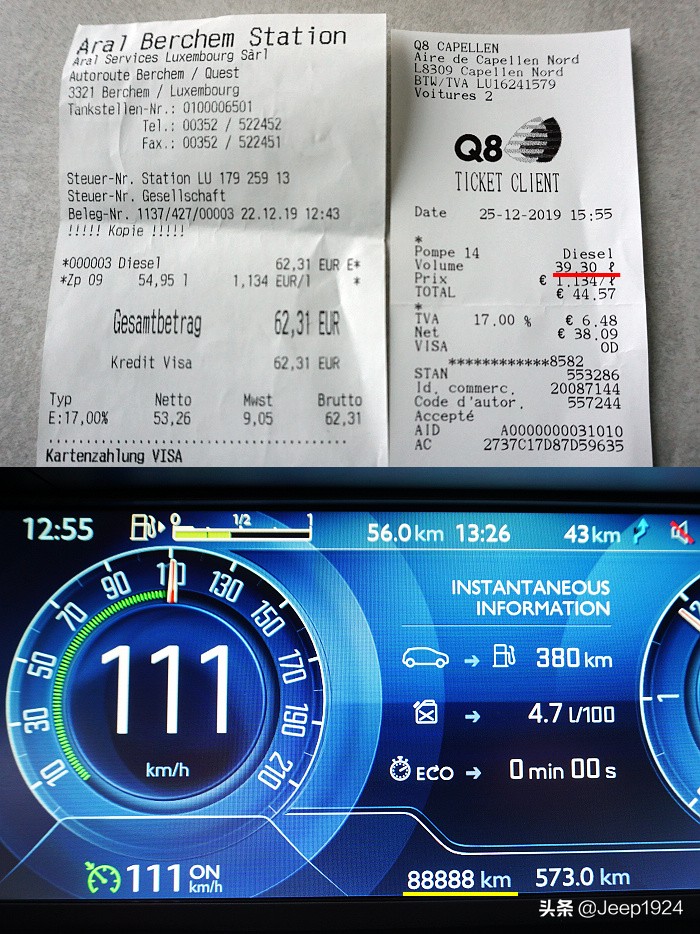 Aral Berchem Station
Aral Services Luxembourg Sàrl
Autoroute Berchem / Quest
3321 Berchem / Luxembourg
Tankstellen-Nr.: 0100006501
Tel.: 00352 / 522452
Fax.: 00352 / 522451
Steuer-Nr. Station LU 179 259 13
Steuer-Nr. Gesellschaft
Beleg-Nr. 1137/427/00003 22.12.19 12:43
!!!!! Kopie !!!!!
*000003 Diesel 62,31 EUR E*
*Zp 09 54,95 l 1,134 EUR/l *
Gesamtbetrag 62,31 EUR
Kredit Visa 62,31 EUR
Typ Netto Mwst Brutto
E:17,00% 53,26 9,05 62,31
Kartenzahlung VISA
Q8 CAPELLEN
Aire de Capellen Nord
L8309 Capellen Nord
BTW/TVA LU16241579
Voitures 2
Q8
TICKET CLIENT
Date 25-12-2019 15:55
*
Pompe 14 Diesel
Volume 39.30 ℓ
Prix € 1.134/ℓ
TOTAL € 44.57
*
TVA 17.00 % € 6.48
Net € 38.09
VISA OD
************8582
STAN 553286
Id. commerc. 20087144
Code d'autor. 557244
Accepté
AID A0000000031010
AC 2737C17D87D59635
12:55 0 1/2 1 56.0 km 13:26 43 km
10 30 50 70 90 110 130 150 170 190 210
111
km/h
INSTANTANEOUS
INFORMATION
380 km
4.7 l/100
ECO 0 min 00 s
1
111 ON
km/h
88888 km 573.0 km
头条 @Jeep1924